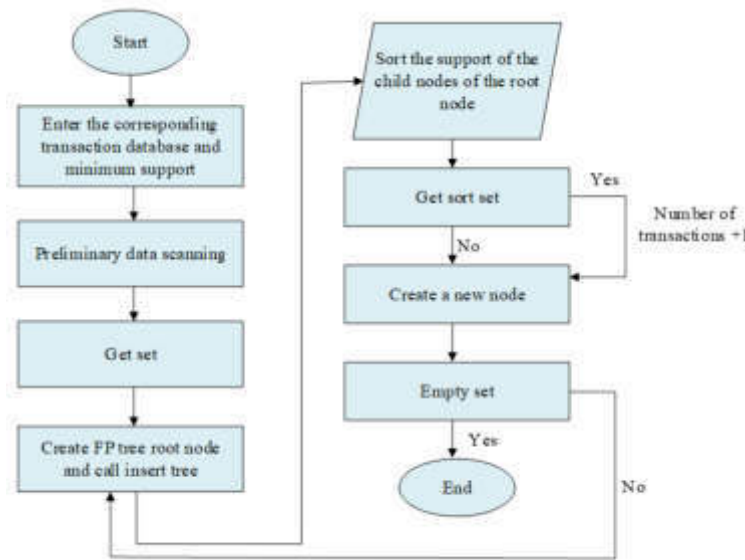 Start
Enter the corresponding
transaction database and
minimum support
Preliminary data scanning
Get set
Create FP tree root node
and call insert tree
Sort the support of the
child nodes of the root
node
Get sort set
Yes
Number of
transactions +1
No
Create a new node
Empty set
Yes
No
End